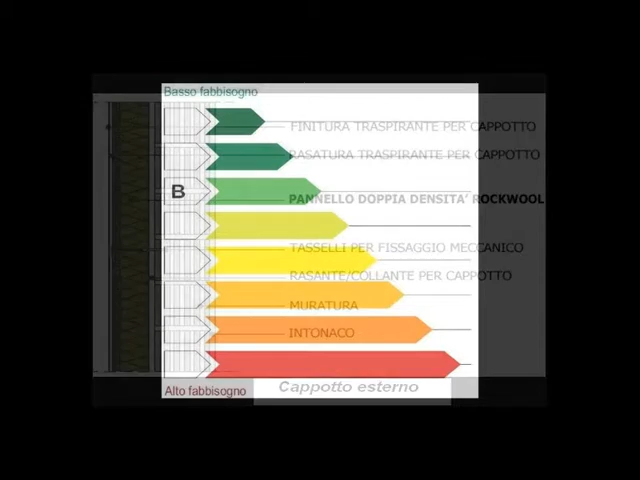 Basso fabbisogno
FINITURA TRASPIRANTE PER CAPPOTTO
RASATURA TRASPIRANTE PER CAPPOTTO
B
PANNELLO DOPPIA DENSITA' ROCKWOOL
TASSELLI PER FISSAGGIO MECCANICO
RASANTE/COLLANTE PER CAPPOTTO
MURATURA
INTONACO
Cappotto esterno
Alto fabbisogno